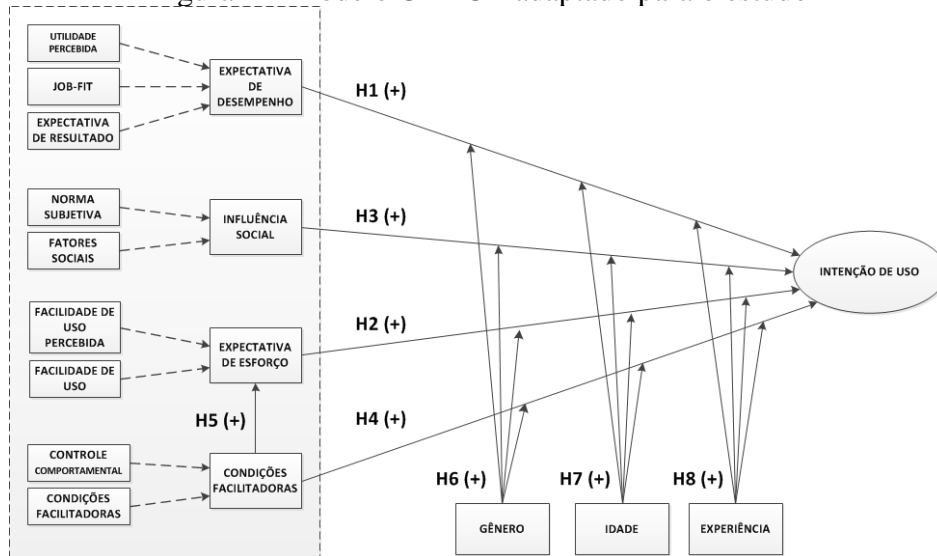 UTILIDADE
PERCEBIDA
JOB-FIT
EXPECTATIVA
DE RESULTADO
EXPECTATIVA
DE
DESEMPENHO
H1 (+)
NORMA
SUBJETIVA
FATORES
SOCIAIS
INFLUÊNCIA
SOCIAL
H3 (+)
INTENÇÃO DE USO
FACILIDADE DE
USO
PERCEBIDA
FACILIDADE DE
USO
EXPECTATIVA
DE ESFORÇO
H2 (+)
H5 (+)
H4 (+)
CONTROLE
COMPORTAMENTAL
CONDIÇÕES
FACILITADORAS
CONDIÇÕES
FACILITADORAS
H6 (+)
H7 (+)
H8 (+)
GÊNERO
IDADE
EXPERIÊNCIA